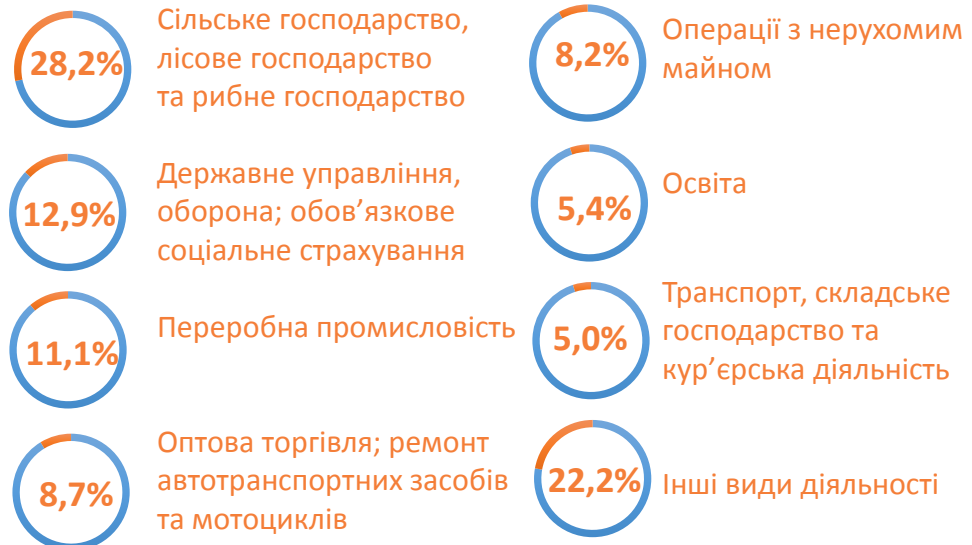 28,2%
Сільське господарство,
лісове господарство
та рибне господарство
12,9%
Державне управління,
оборона; обов’язкове
соціальне страхування
11,1%
Переробна промисловість
8,7%
Оптова торгівля; ремонт
автотранспортних засобів
та мотоциклів
8,2%
Операції з нерухомим
майном
5,4%
Освіта
5,0%
Транспорт, складське
господарство та
кур’єрська діяльність
22,2%
Інші види діяльності